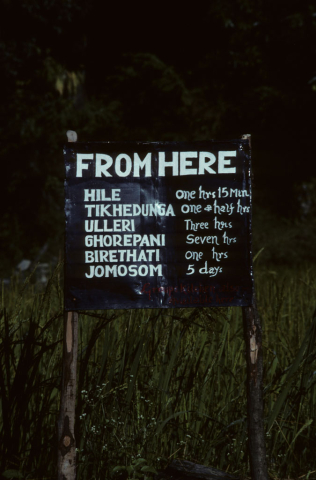 FROM HERE
HILE one hrs 15 Min.
TIKHEDUNGA one & half hrs
ULLERI Three hrs
GHOREPANI Seven hrs
BIRETHATI one hrs
JOMOSOM 5 days